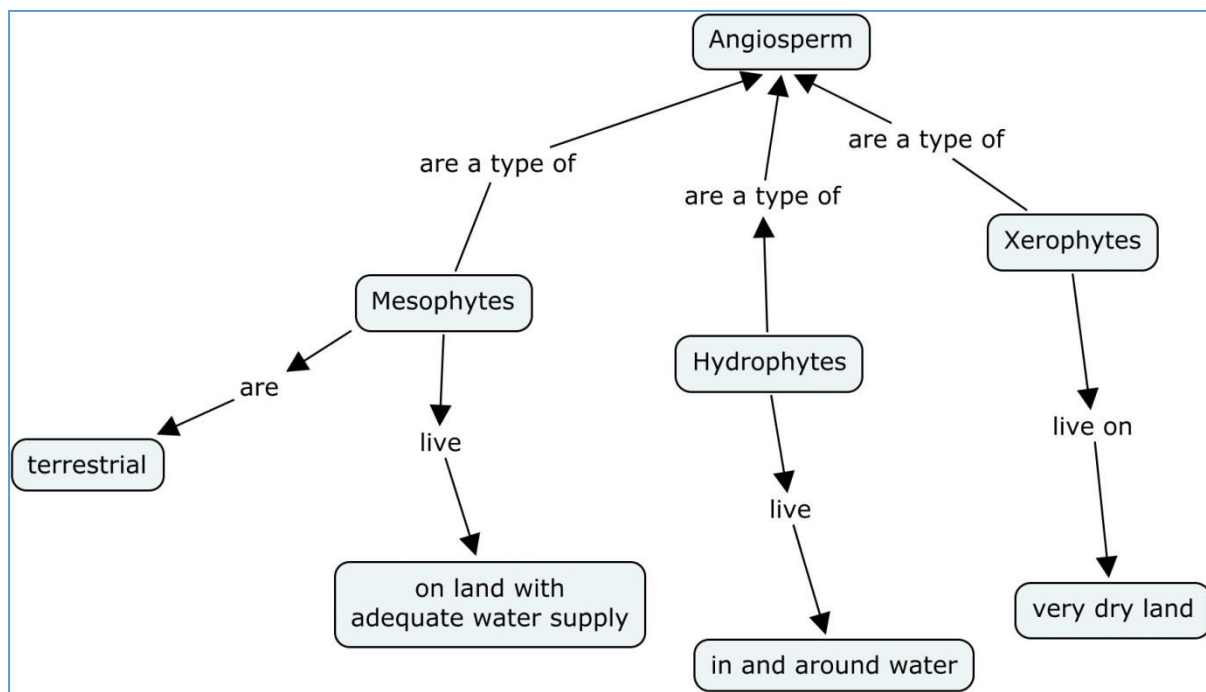 Angiosperm
are a type of
are a type of
are a type of
Xerophytes
Mesophytes
Hydrophytes
are
live
live on
terrestrial
live
on land with
adequate water supply
very dry land
in and around water